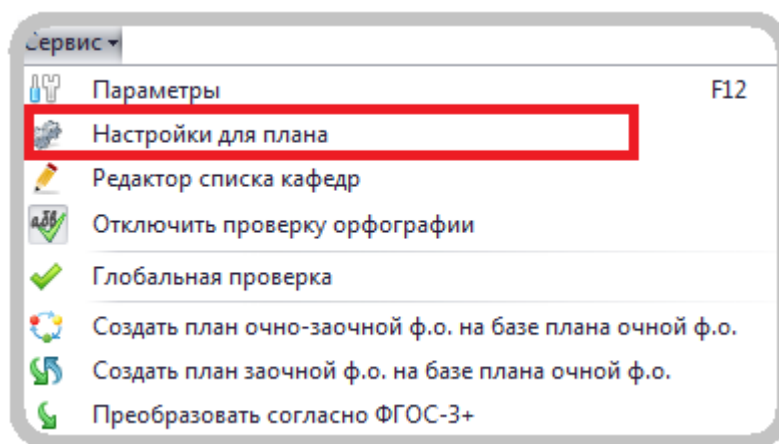 Сервис
Параметры F12
Настройки для плана
Редактор списка кафедр
абв Отключить проверку орфографии
Глобальная проверка
Создать план очно-заочной ф.о. на базе плана очной ф.о.
Создать план заочной ф.о. на базе плана очной ф.о.
Преобразовать согласно ФГОС-3+